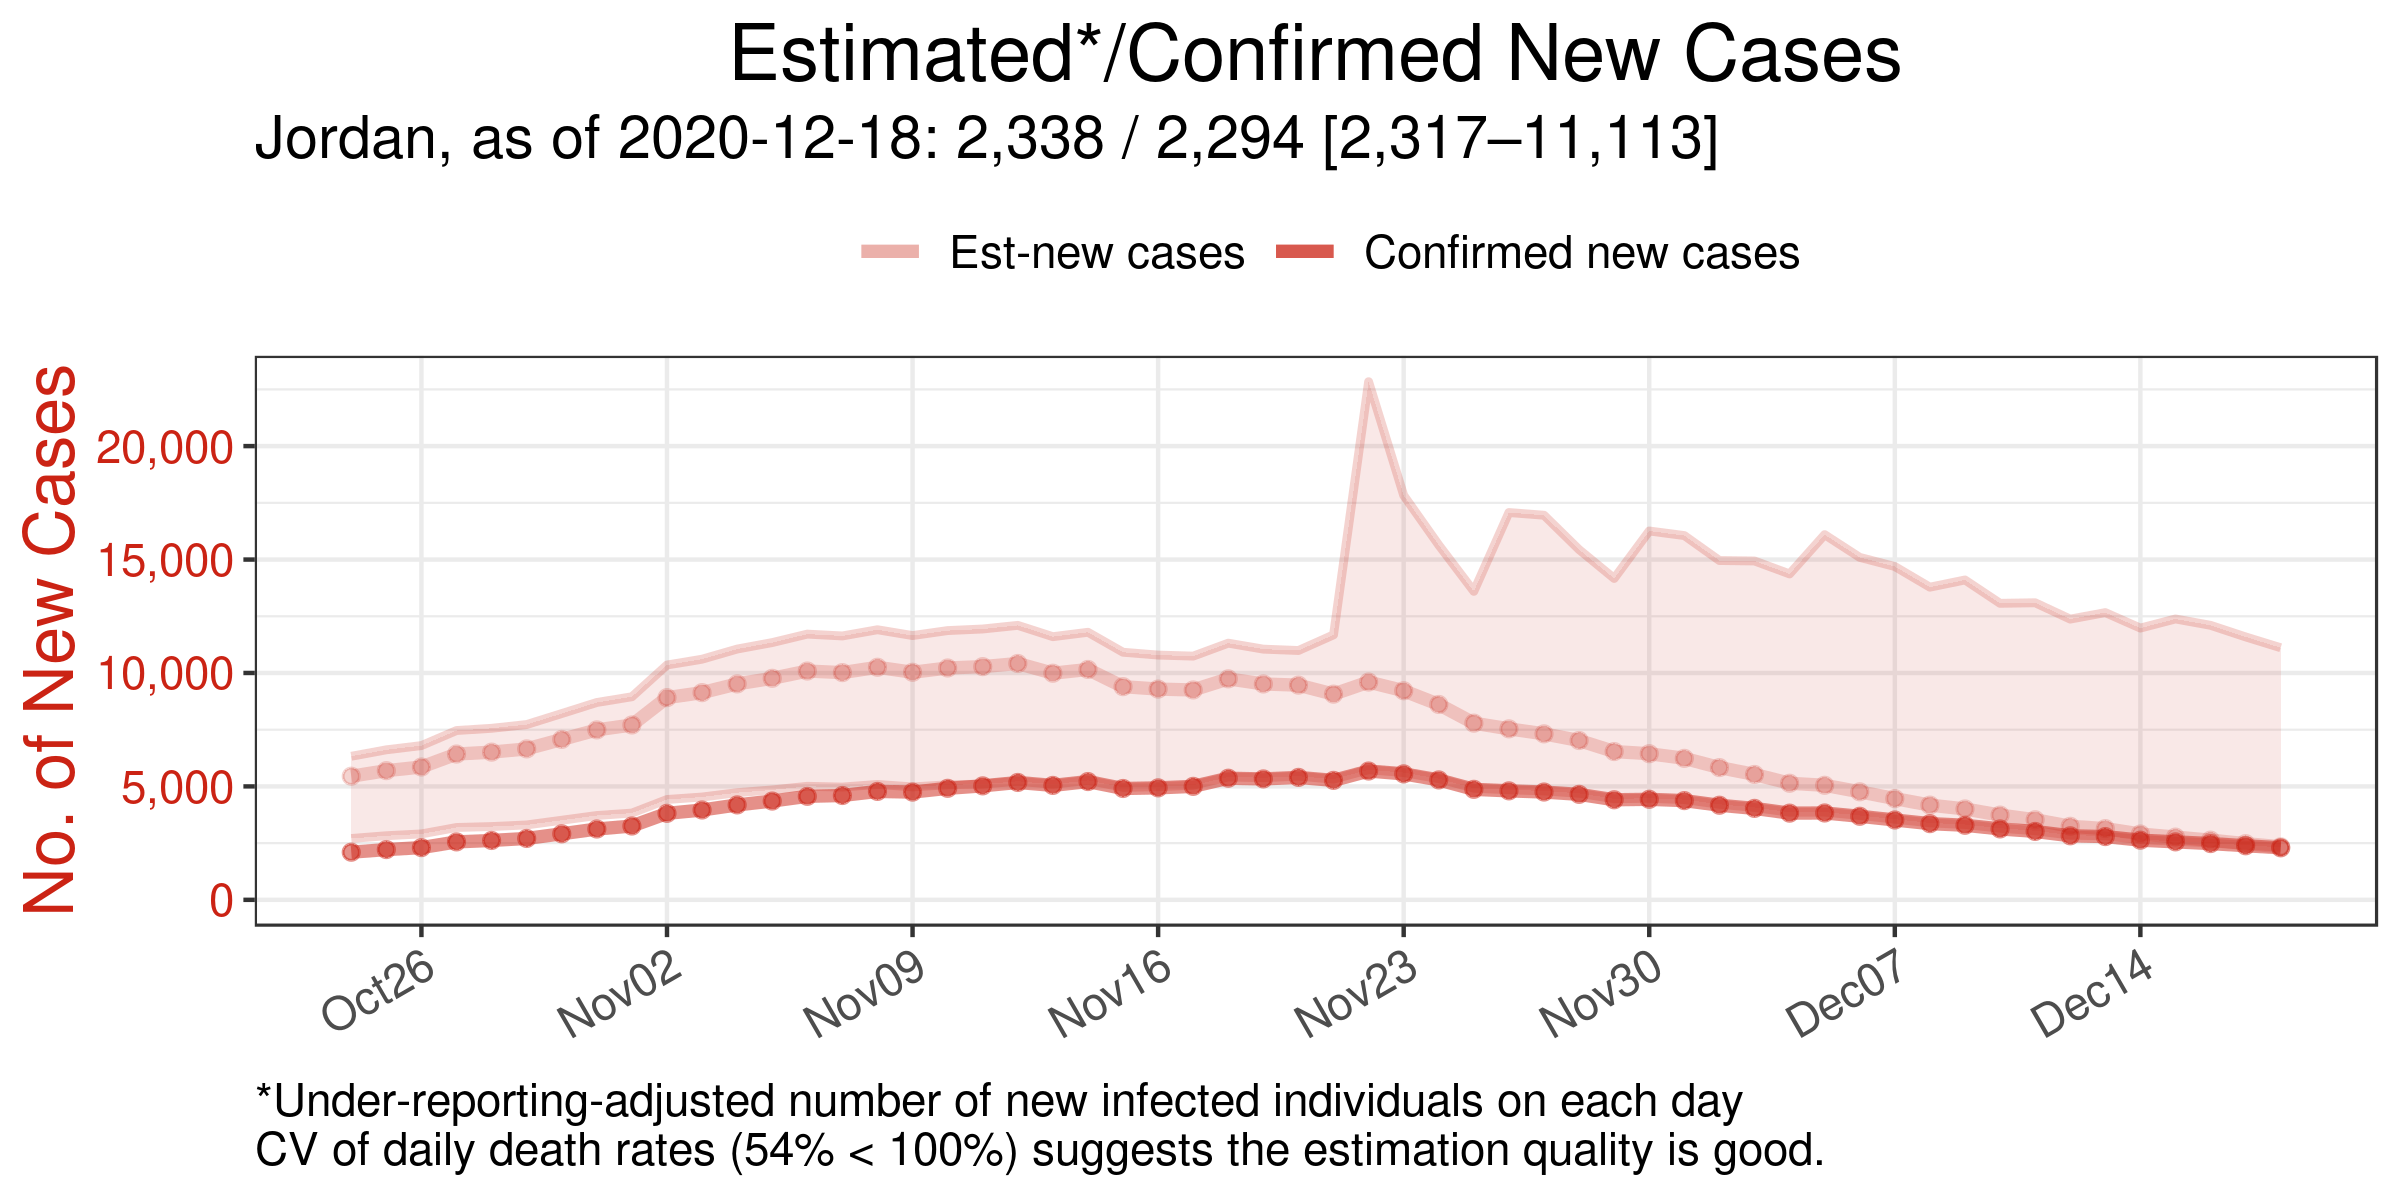 Estimated*/Confirmed New Cases
Jordan, as of 2020-12-18: 2,338 / 2,294 [2,317–11,113]
Est-new cases
Confirmed new cases
No. of New Cases
20,000
15,000
10,000
5,000
0
Oct26
Nov02
Nov09
Nov16
Nov23
Nov30
Dec07
Dec14
*Under-reporting-adjusted number of new infected individuals on each day
CV of daily death rates (54% < 100%) suggests the estimation quality is good.